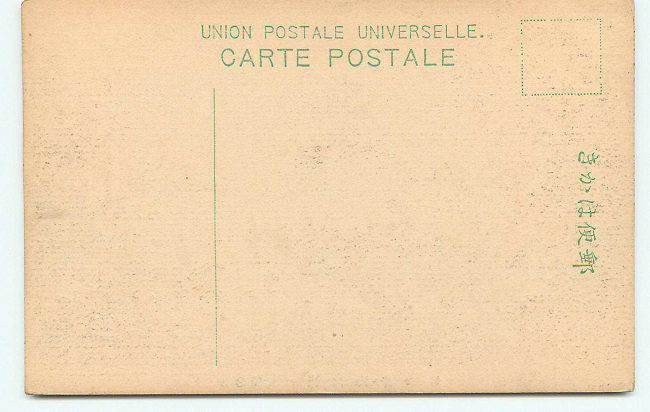 UNION POSTALE UNIVERSELLE.
CARTE POSTALE
きかは便郵